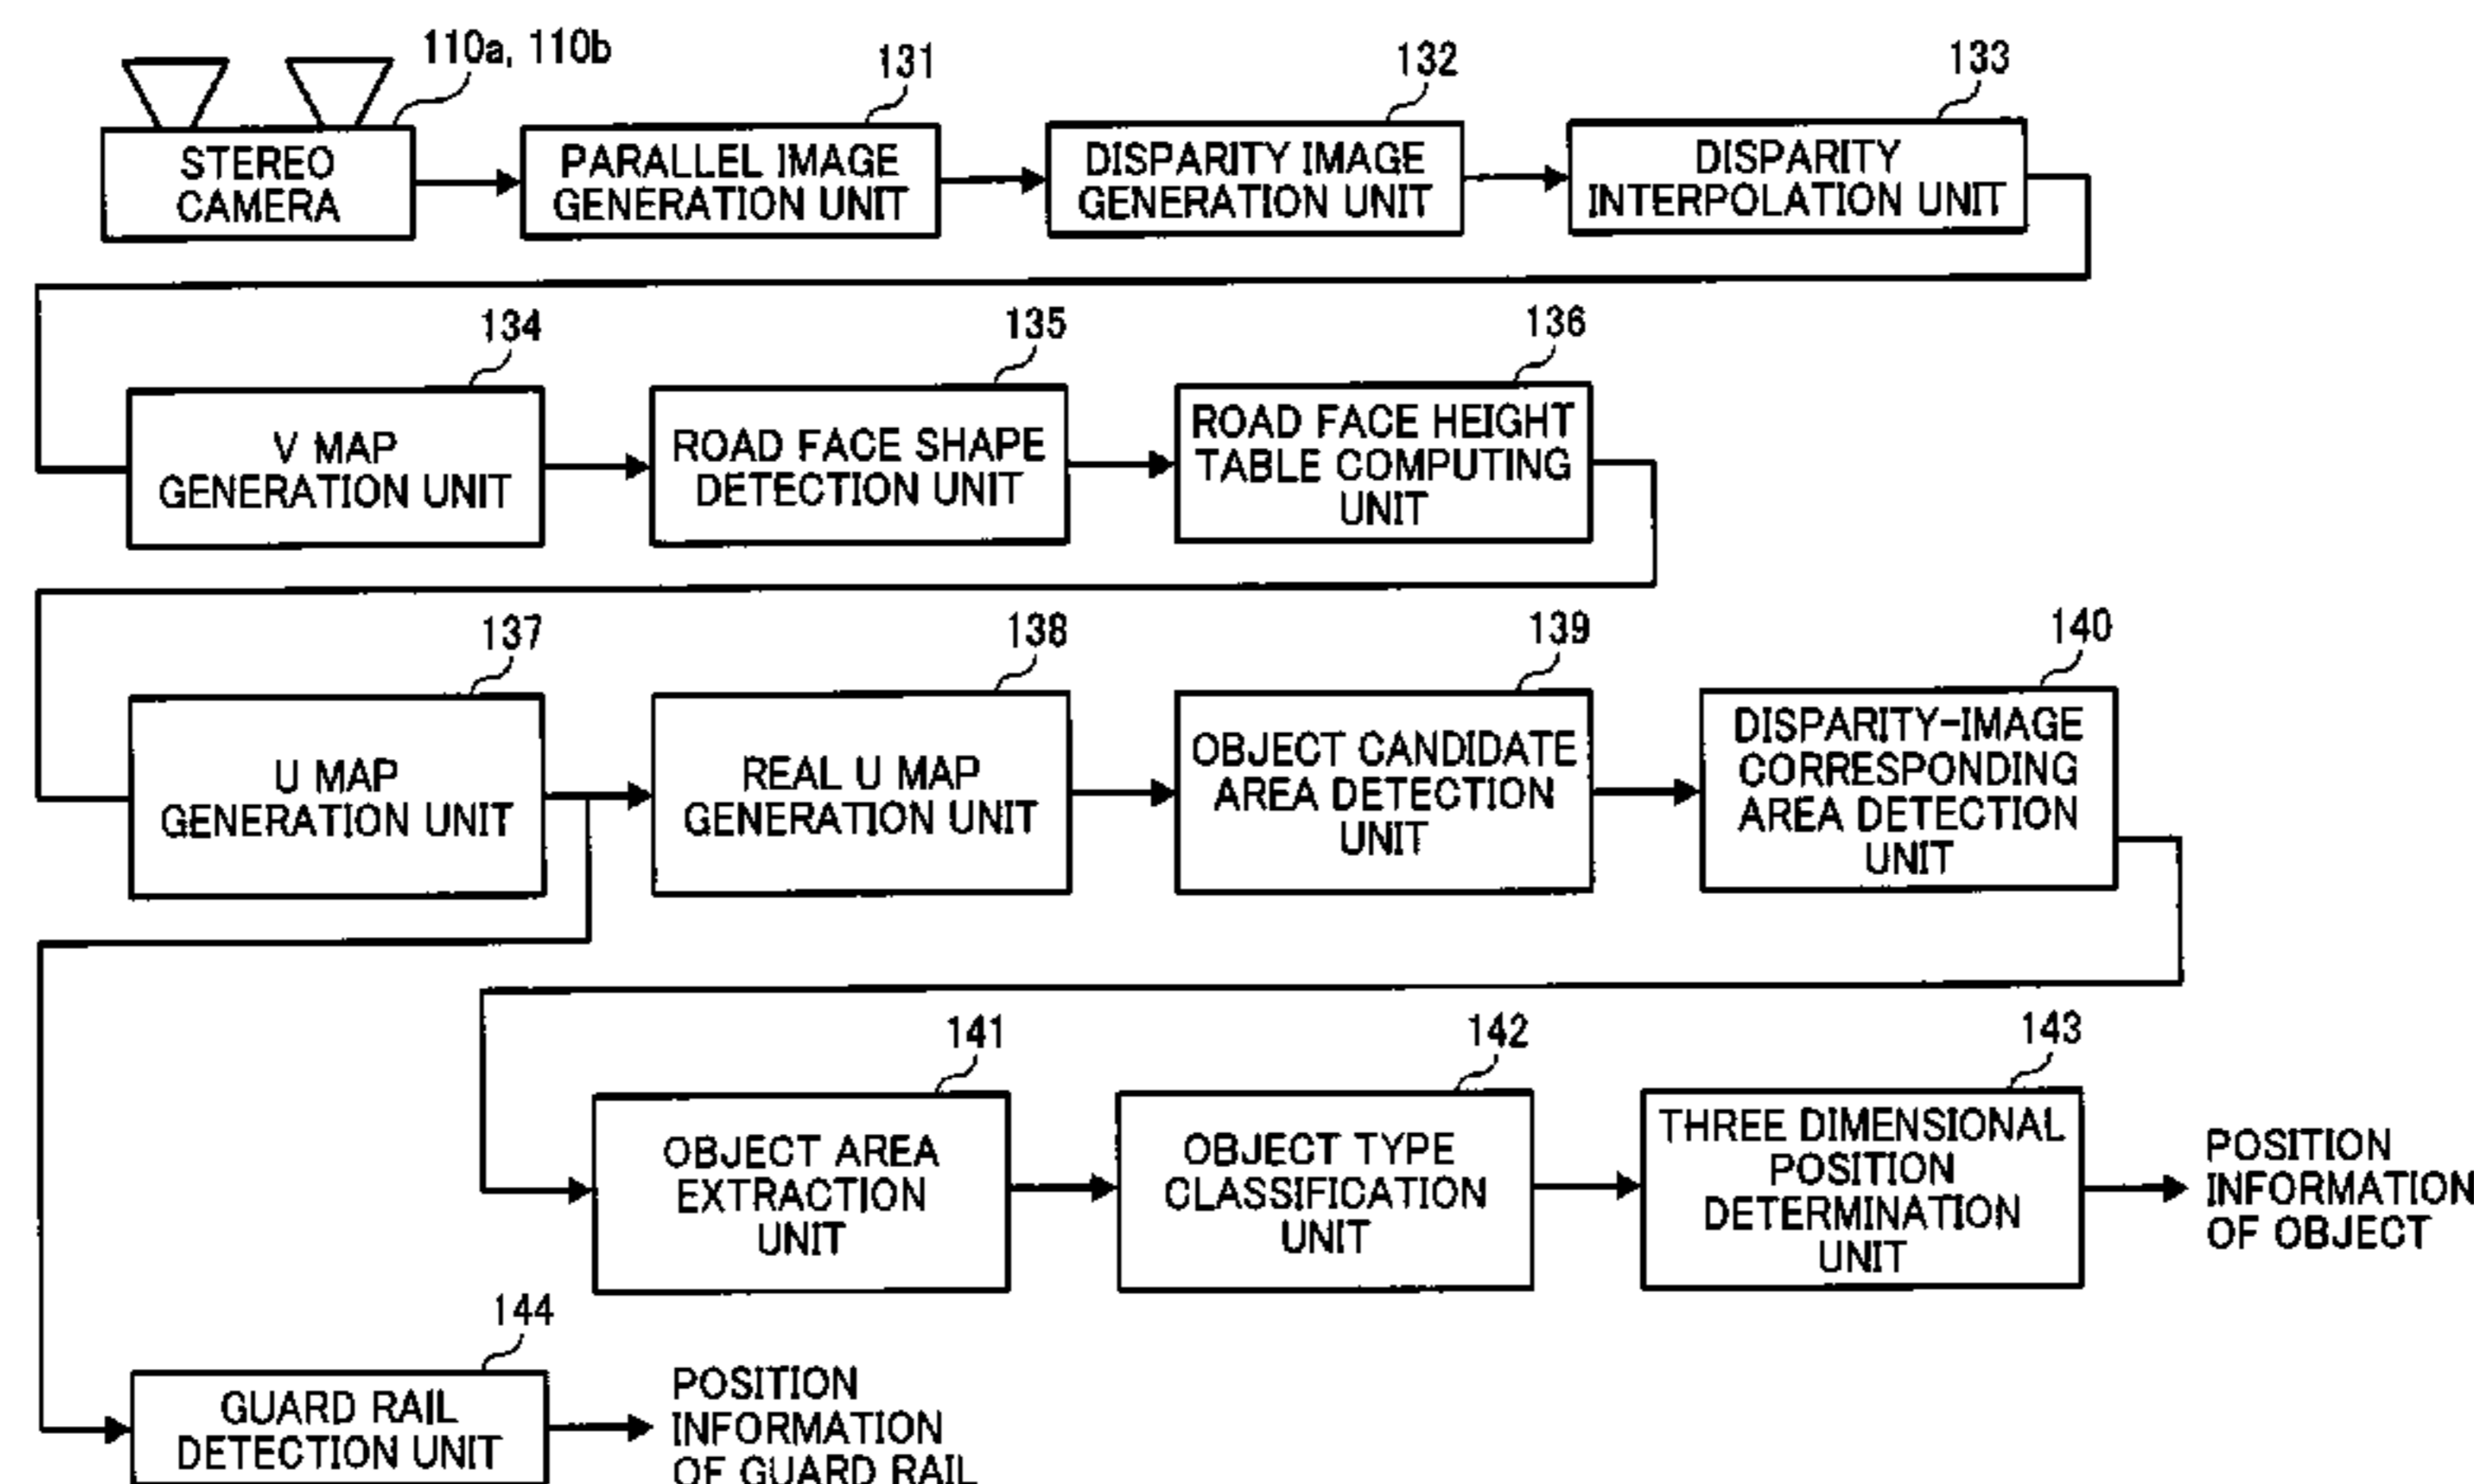 110a, 110b
131
132
133
STEREO
CAMERA
PARALLEL IMAGE
GENERATION UNIT
DISPARITY IMAGE
GENERATION UNIT
DISPARITY
INTERPOLATION UNIT
134
135
136
V MAP
GENERATION UNIT
ROAD FACE SHAPE
DETECTION UNIT
ROAD FACE HEIGHT
TABLE COMPUTING
UNIT
137
138
139
140
U MAP
GENERATION UNIT
REAL U MAP
GENERATION UNIT
OBJECT CANDIDATE
AREA DETECTION
UNIT
DISPARITY-IMAGE
CORRESPONDING
AREA DETECTION
UNIT
141
142
143
OBJECT AREA
EXTRACTION
UNIT
OBJECT TYPE
CLASSIFICATION
UNIT
THREE DIMENSIONAL
POSITION
DETERMINATION
UNIT
POSITION
INFORMATION
OF OBJECT
144
GUARD RAIL
DETECTION UNIT
POSITION
INFORMATION
OF GUARD RAIL